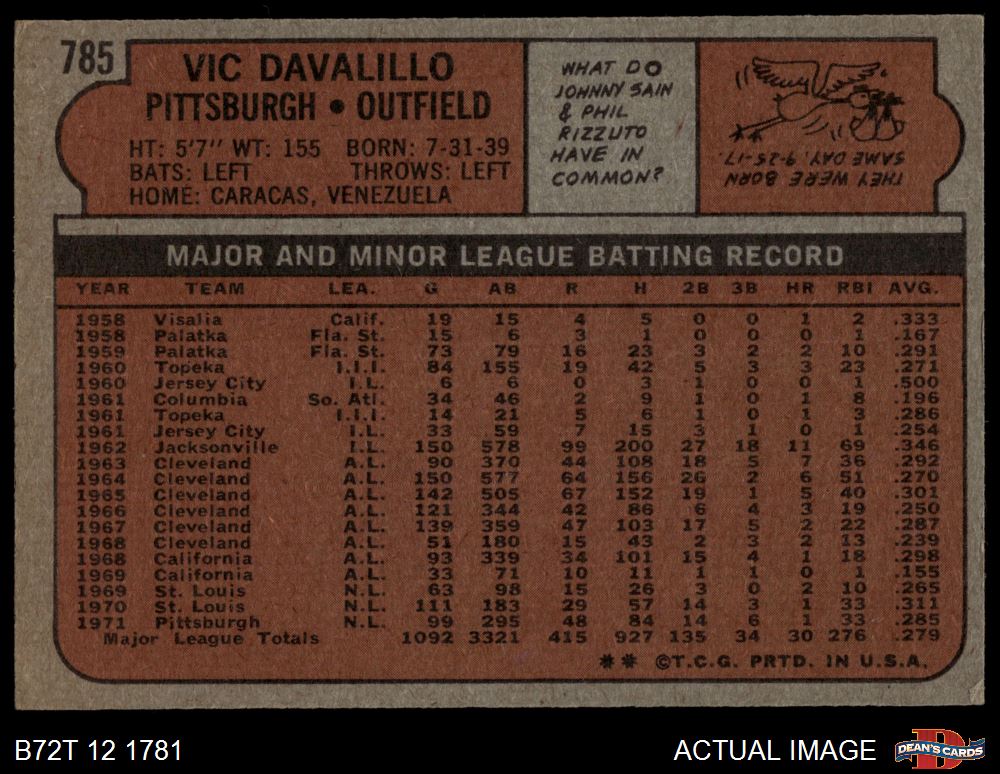 785
VIC DAVALILLO
PITTSBURGH • OUTFIELD
HT: 5'7" WT: 155 BORN: 7-31-39
BATS: LEFT THROWS: LEFT
HOME: CARACAS, VENEZUELA
WHAT DO
JOHNNY SAIN
& PHIL
RIZZUTO
HAVE IN
COMMON?
THEY WERE BORN
SAME DAY, 9-25-17.
MAJOR AND MINOR LEAGUE BATTING RECORD
YEAR TEAM LEA. G AB R H 2B 3B HR RBI AVG.
1958 Visalia Calif. 19 15 4 5 0 0 1 2 .333
1958 Palatka Fla. St. 15 6 3 1 0 0 0 1 .167
1959 Palatka Fla. St. 73 79 16 23 3 2 2 10 .291
1960 Topeka I.I.I. 84 155 19 42 5 3 3 23 .271
1960 Jersey City I.L. 6 6 0 3 1 0 0 1 .500
1961 Columbia So. Atl. 34 46 2 9 1 0 1 8 .196
1961 Topeka I.I.I. 14 21 5 6 1 0 1 3 .286
1961 Jersey City I.L. 33 59 7 15 3 1 0 1 .254
1962 Jacksonville I.L. 150 578 99 200 27 18 11 69 .346
1963 Cleveland A.L. 90 370 44 108 18 5 7 36 .292
1964 Cleveland A.L. 150 577 64 156 26 2 6 51 .270
1965 Cleveland A.L. 142 505 67 152 19 1 5 40 .301
1966 Cleveland A.L. 121 344 42 86 6 4 3 19 .250
1967 Cleveland A.L. 139 359 47 103 17 5 2 22 .287
1968 Cleveland A.L. 51 180 15 43 2 3 2 13 .239
1968 California A.L. 93 339 34 101 15 4 1 18 .298
1969 California A.L. 33 71 10 11 1 1 0 1 .155
1969 St. Louis N.L. 63 98 15 26 3 0 2 10 .265
1970 St. Louis N.L. 111 183 29 57 14 3 1 33 .311
1971 Pittsburgh N.L. 99 295 48 84 14 6 1 33 .285
Major League Totals 1092 3321 415 927 135 34 30 276 .279
** ©T.C.G. PRTD. IN U.S.A.
B72T 12 1781
ACTUAL IMAGE
D
DEAN'S CARDS